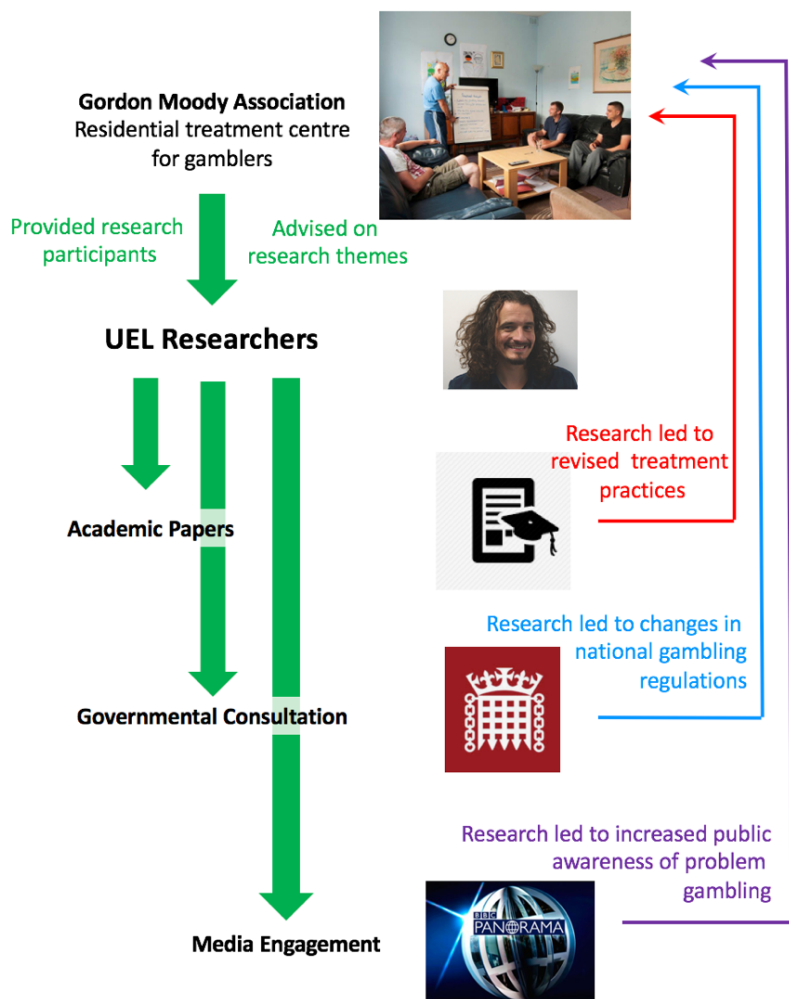 Gordon Moody Association
Residential treatment centre
for gamblers
Provided research
participants
Advised on
research themes
UEL Researchers
Research led to
revised treatment
practices
Academic Papers
Research led to changes in
national gambling
regulations
Governmental Consultation
Research led to increased public
awareness of problem
gambling
BBC
PANORAMA
Media Engagement